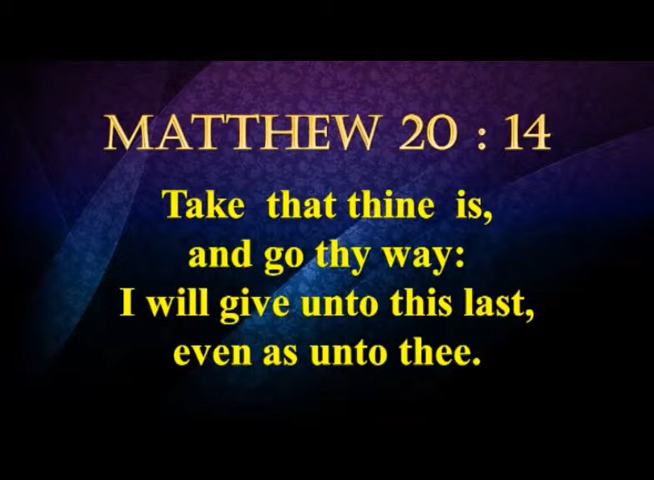 MATTHEW 20 : 14
Take that thine is,
and go thy way:
I will give unto this last,
even as unto thee.